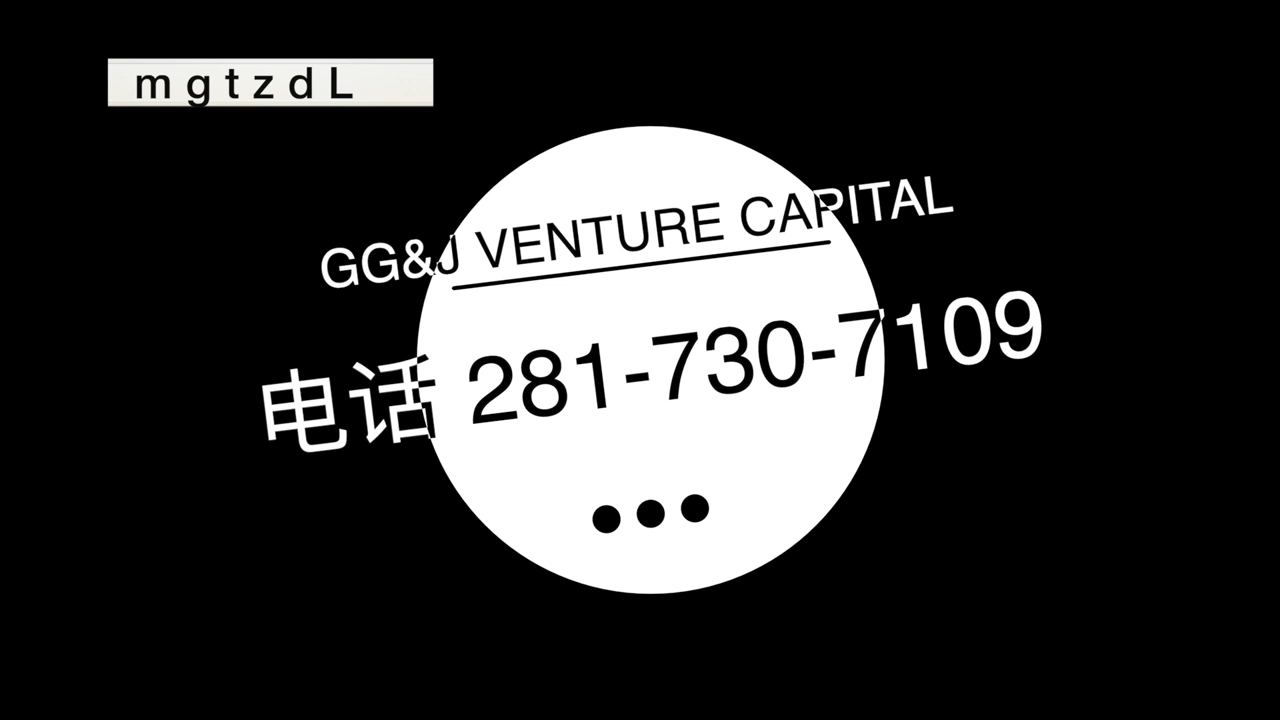 m g t z d L
GG&J VENTURE CAPITAL
电话 281-730-7109